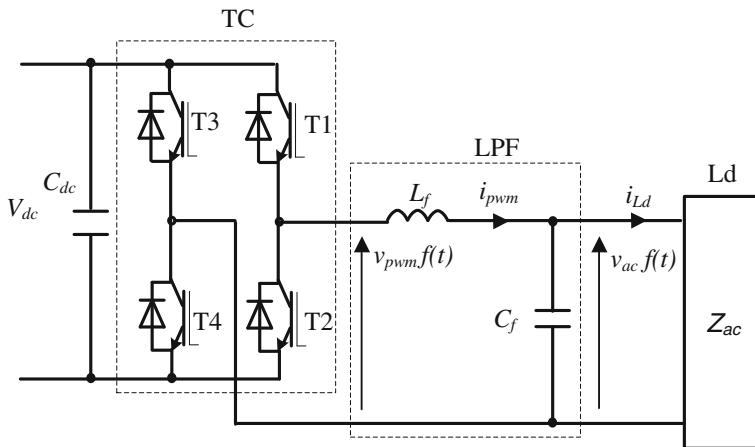 TC
T3
T1
LPF
Ld
C_dc
V_dc
L_f
i_pwm
i_Ld
v_pwm f(t)
v_ac f(t)
T4
T2
C_f
Z_ac